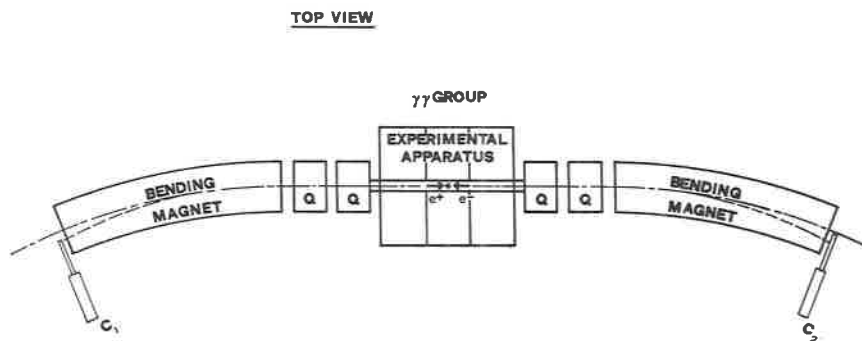 TOP VIEW
γγ GROUP
EXPERIMENTAL
APPARATUS
BENDING
MAGNET
Q
Q
e+
e-
Q
Q
BENDING
MAGNET
C₁
C₂